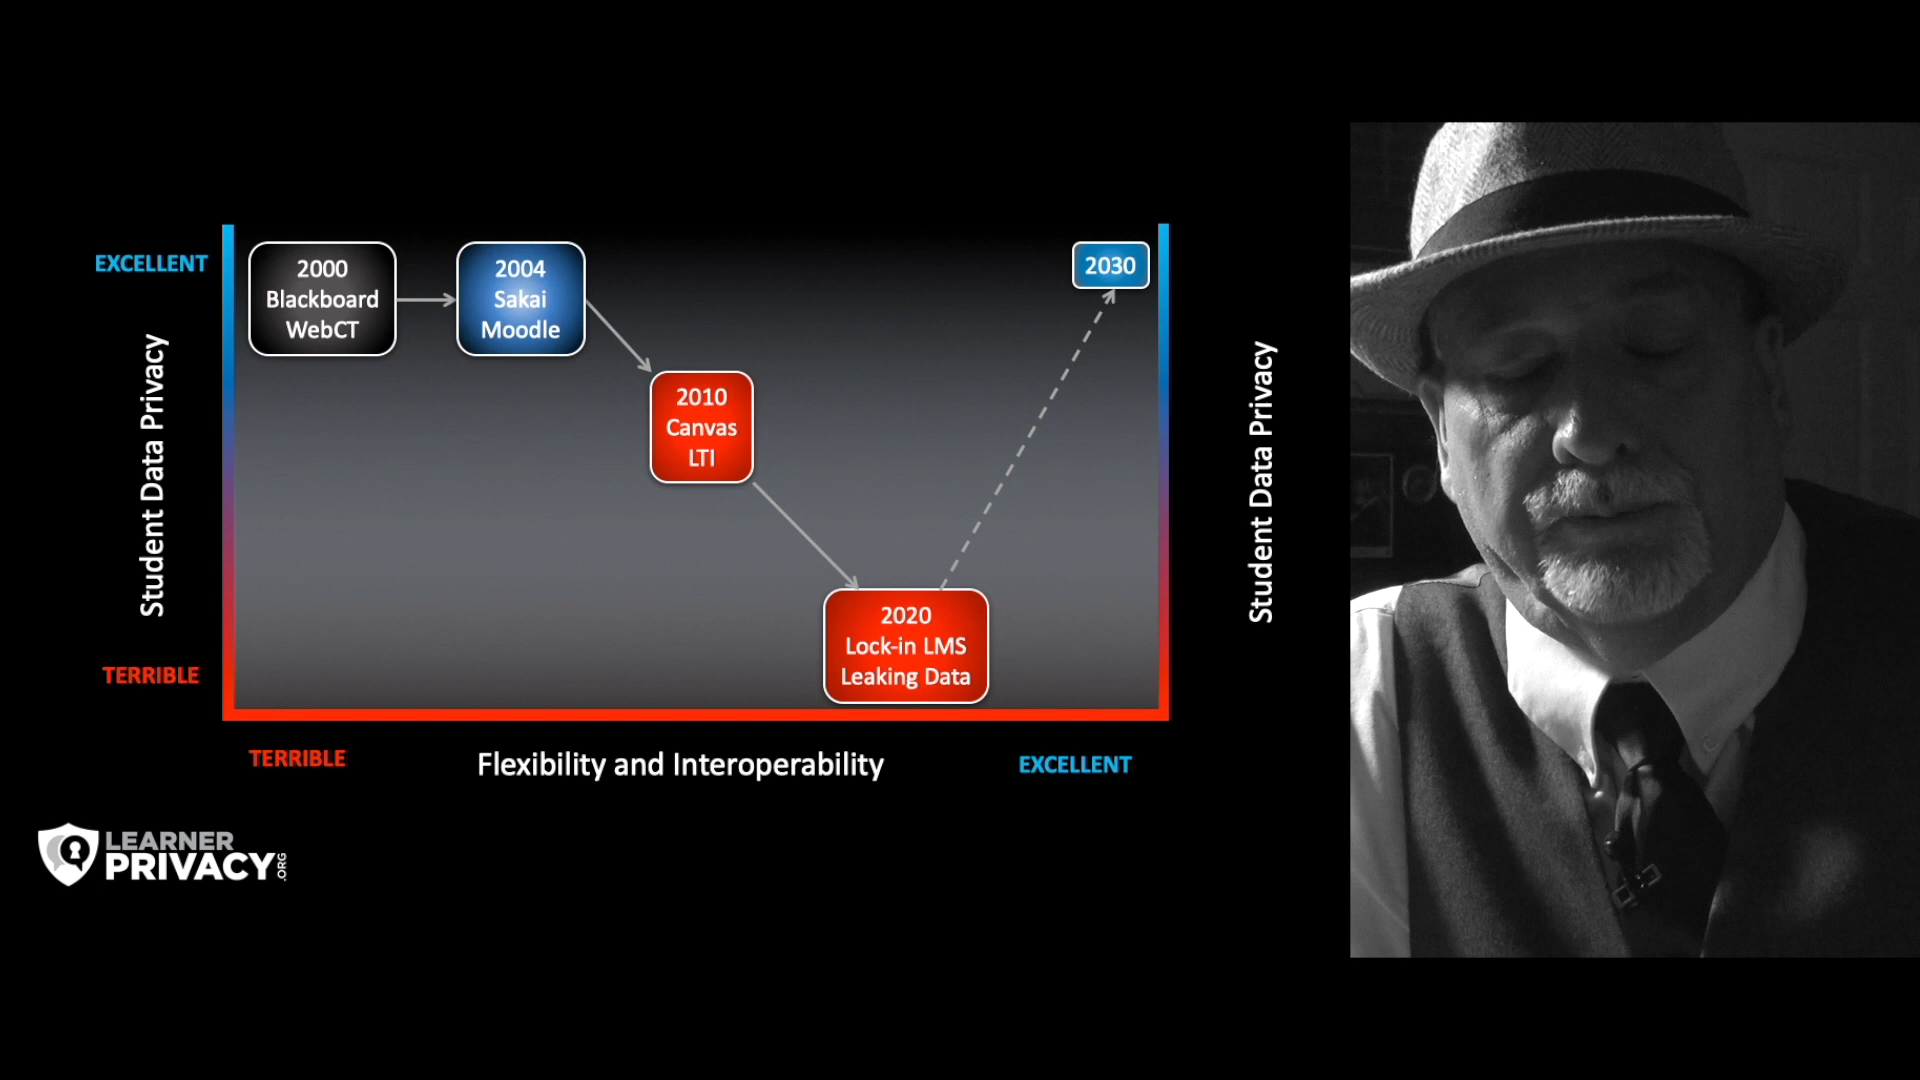 EXCELLENT
Student Data Privacy
TERRIBLE
2000
Blackboard
WebCT
2004
Sakai
Moodle
2010
Canvas
LTI
2020
Lock-in LMS
Leaking Data
2030
Student Data Privacy
TERRIBLE
Flexibility and Interoperability
EXCELLENT
LEARNER
PRIVACY.ORG